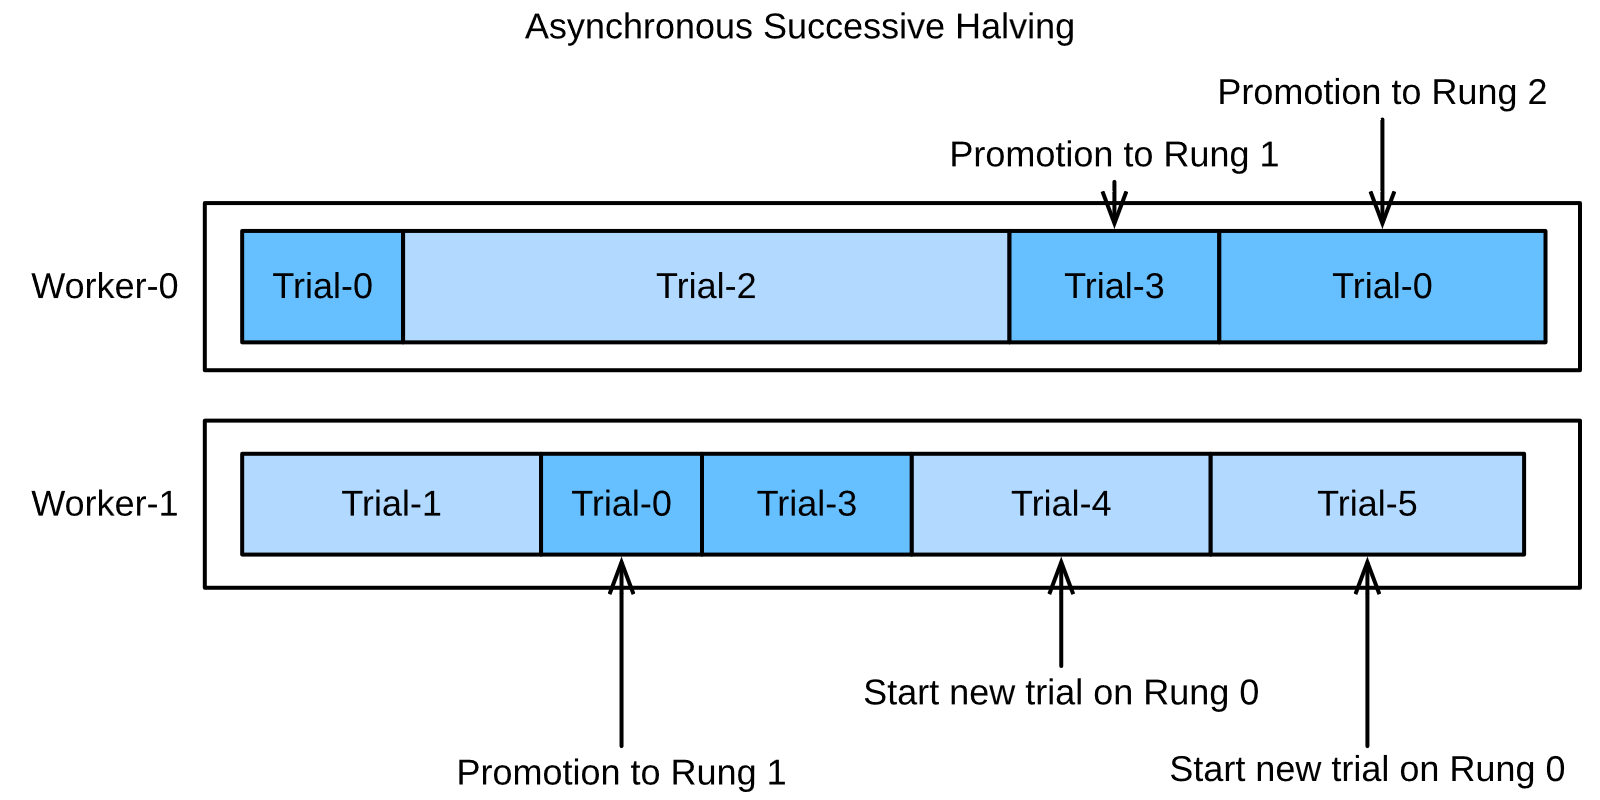 Asynchronous Successive Halving
Promotion to Rung 2
Promotion to Rung 1
Worker-0
Trial-0
Trial-2
Trial-3
Trial-0
Worker-1
Trial-1
Trial-0
Trial-3
Trial-4
Trial-5
Start new trial on Rung 0
Promotion to Rung 1
Start new trial on Rung 0